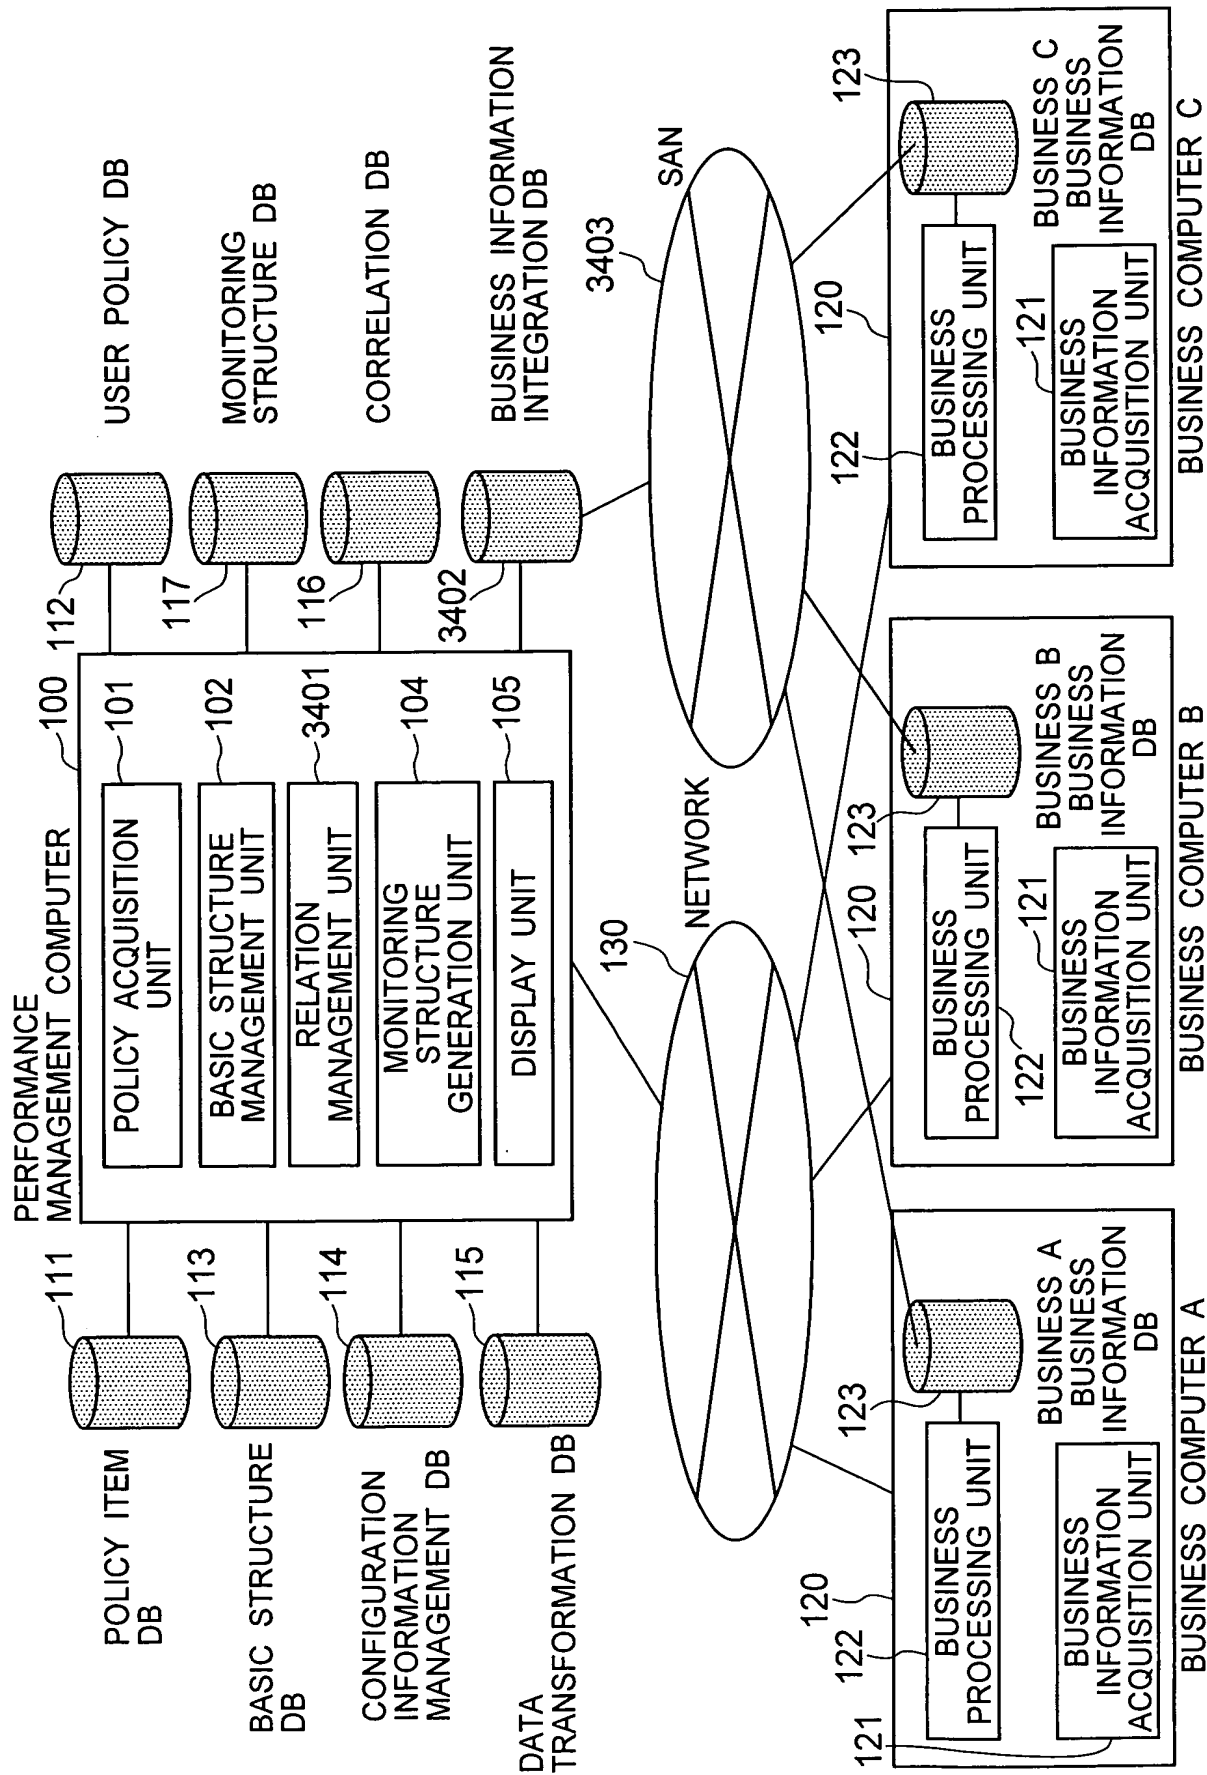 PERFORMANCE
MANAGEMENT COMPUTER
100
111
POLICY ITEM
DB
113
BASIC STRUCTURE
DB
114
CONFIGURATION
INFORMATION
MANAGEMENT DB
115
DATA
TRANSFORMATION DB
POLICY ACQUISITION
UNIT
101
BASIC STRUCTURE
MANAGEMENT UNIT
102
RELATION
MANAGEMENT UNIT
3401
MONITORING
STRUCTURE
GENERATION UNIT
104
DISPLAY UNIT
105
112
USER POLICY DB
117
MONITORING
STRUCTURE DB
116
CORRELATION DB
3402
BUSINESS INFORMATION
INTEGRATION DB
130
NETWORK
3403
SAN
120
122
BUSINESS
PROCESSING UNIT
123
BUSINESS A
BUSINESS
INFORMATION
DB
121
BUSINESS
INFORMATION
ACQUISITION UNIT
BUSINESS COMPUTER A
120
BUSINESS
PROCESSING UNIT
122
123
BUSINESS B
BUSINESS
INFORMATION
DB
121
BUSINESS
INFORMATION
ACQUISITION UNIT
BUSINESS COMPUTER B
120
122
BUSINESS
PROCESSING UNIT
123
BUSINESS C
BUSINESS
INFORMATION
DB
121
BUSINESS
INFORMATION
ACQUISITION UNIT
BUSINESS COMPUTER C